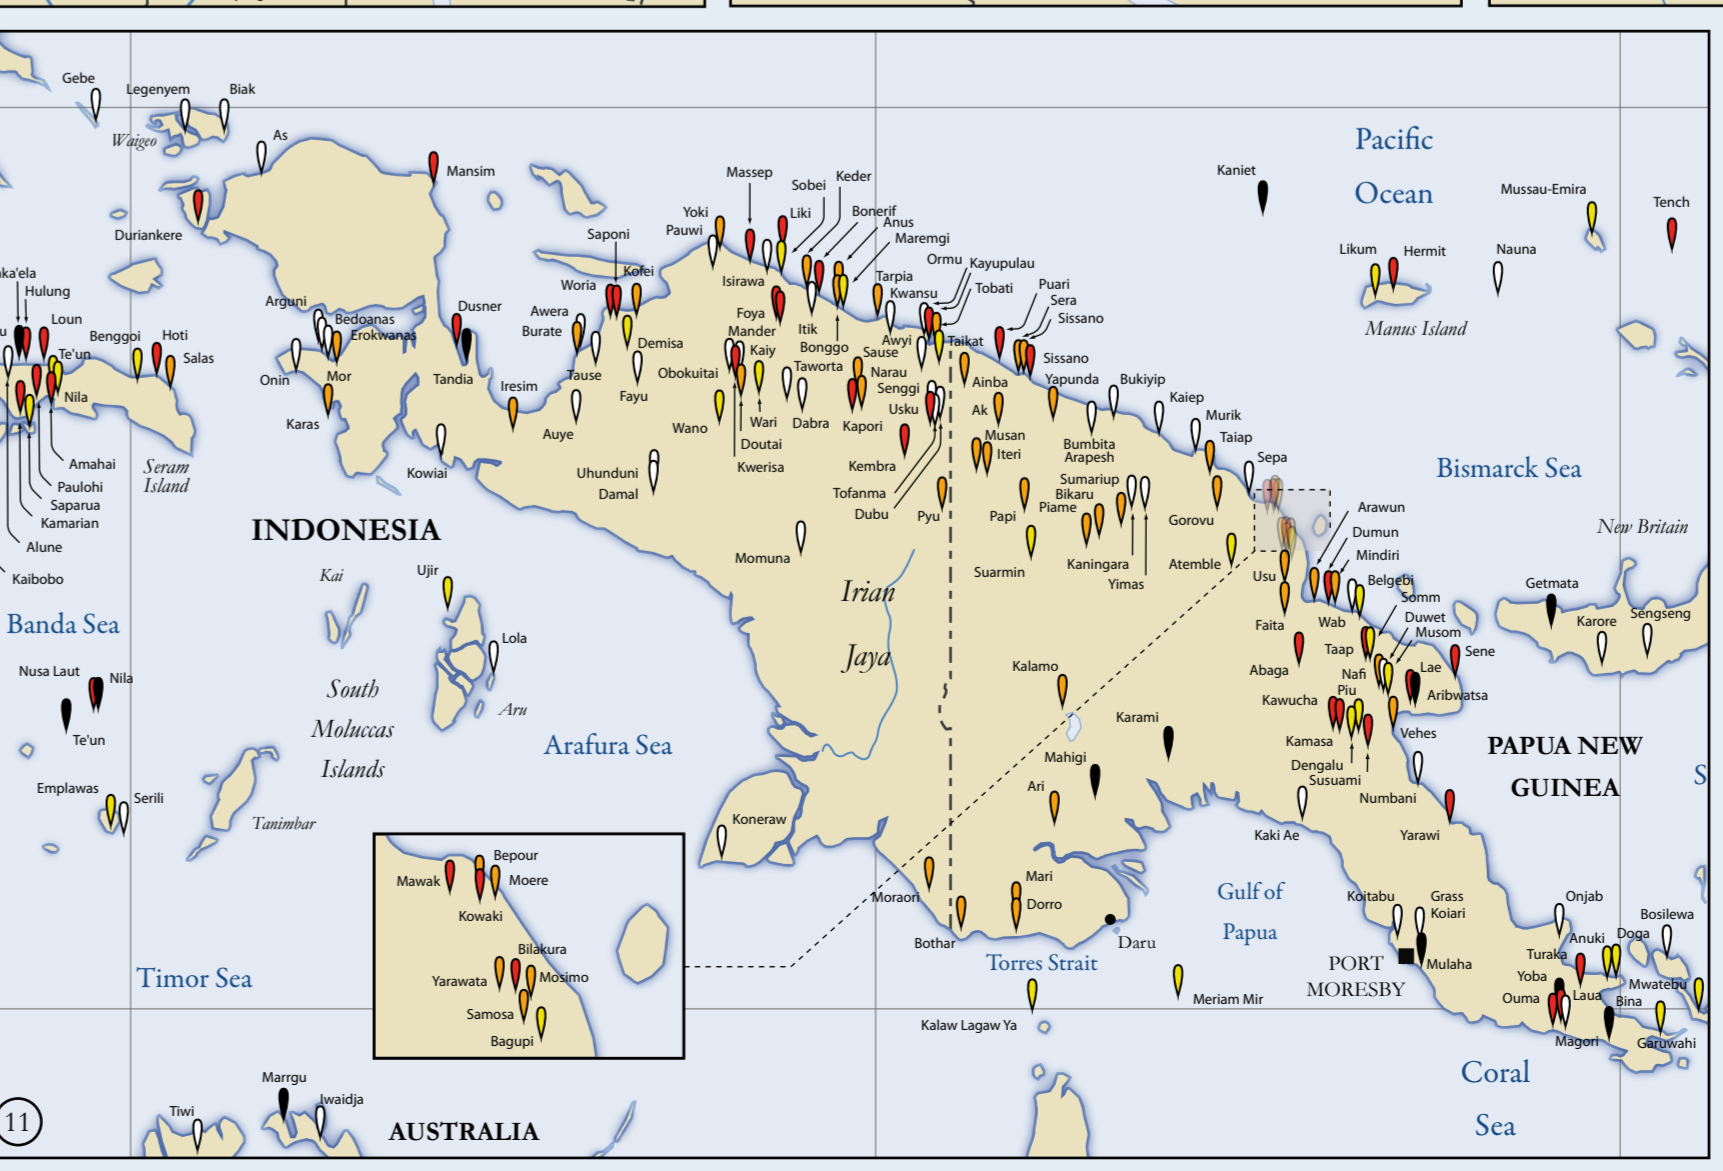 Gebe
Legenyem
Biak
Waigeo
As
Mansim
Duriankere
Kaniet
Pacific
Ocean
Mussau-Emira
Tench
Likum
Hermit
Nauna
Manus Island
Massep
Sobei
Keder
Yoki
Pauwi
Liki
Bonerif
Anus
Maremgi
Saponi
Kofei
Woria
Isirawa
Ormu
Kayupulau
Tarpia
Tobati
Kwansu
Puari
Sera
Sissano
Hulung
Loun
Benggoi
Hoti
Te'un
Salas
Nila
Arguni
Bedoanas
Erokwanas
Onin
Mor
Karas
Dusner
Tandia
Awera
Burate
Demisa
Tause
Iresim
Fayu
Auye
Kowiai
Foya
Mander
Itik
Bonggo
Kaiy
Obokuitai
Taworta
Sause
Narau
Awyi
Taikat
Sissano
Senggi
Ainba
Yapunda
Bukiyip
Usku
Ak
Kaiep
Wano
Wari
Dabra
Kapori
Murik
Doutai
Musan
Bumbita
Arapesh
Taiap
Iteri
Kwerisa
Kembra
Sepa
Amahai
Paulohi
Saparua
Kamarian
Alune
Kaibobo
Seram
Island
Uhunduni
Damal
Tofanma
Dubu
Pyu
Papi
Sumariup
Bikaru
Piame
Gorovu
Bismarck Sea
INDONESIA
Momuna
Suarmin
Kaningara
Yimas
Atemble
Usu
Arawun
Dumun
Mindiri
New Britain
Kai
Ujir
Irian
Jaya
Belgebi
Somm
Getmata
Banda Sea
Faita
Wab
Duwet
Musom
Karore
Sengseng
Lola
Abaga
Taap
Sene
Nusa Laut
Nila
Nafi
Lae
Kalamo
Piu
Aribwatsa
South
Moluccas
Islands
Aru
Kawucha
Te'un
Arafura Sea
Karami
Kamasa
Vehes
PAPUA NEW
GUINEA
Mahigi
Dengalu
Susuami
Emplawas
Serili
Ari
Numbani
Tanimbar
Koneraw
Kaki Ae
Yarawi
Bepour
Mawak
Moere
Kowaki
Bilakura
Yarawata
Mosimo
Samosa
Bagupi
Moraori
Mari
Dorro
Gulf of
Papua
Koitabu
Grass
Koiari
Onjab
Bosilewa
Bothar
Daru
Anuki
Doga
Timor Sea
Torres Strait
PORT
MORESBY
Mulaha
Turaka
Yoba
Mwatebu
Ouma
Laua
Bina
Meriam Mir
Kalaw Lagaw Ya
Magori
Garuwahi
Coral
Sea
Marrgu
Tiwi
Iwaidja
AUSTRALIA
11